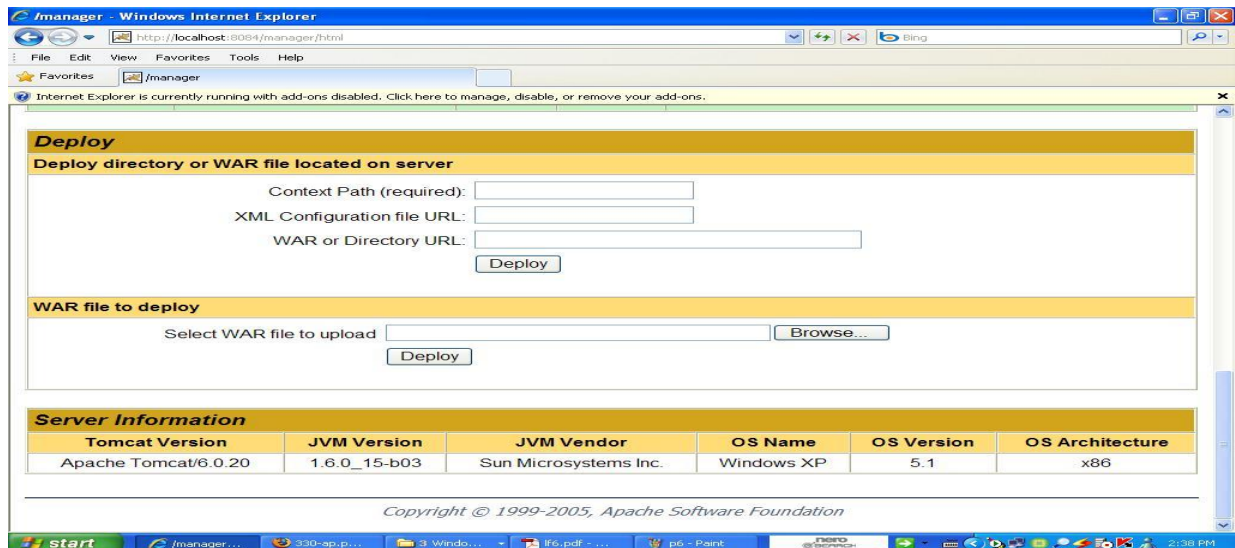 /manager - Windows Internet Explorer
http://localhost:8084/manager/html
Bing
File Edit View Favorites Tools Help
Favorites /manager
Internet Explorer is currently running with add-ons disabled. Click here to manage, disable, or remove your add-ons.
Deploy
Deploy directory or WAR file located on server
Context Path (required):
XML Configuration file URL:
WAR or Directory URL:
Deploy
WAR file to deploy
Select WAR file to upload Browse...
Deploy
Server Information
Tomcat Version JVM Version JVM Vendor OS Name OS Version OS Architecture
Apache Tomcat/6.0.20 1.6.0_15-b03 Sun Microsystems Inc. Windows XP 5.1 x86
Copyright © 1999-2005, Apache Software Foundation
start /manager... 330-ap.p... 3 Windo... lf6.pdf - ... p6 - Paint nero 2:38 PM